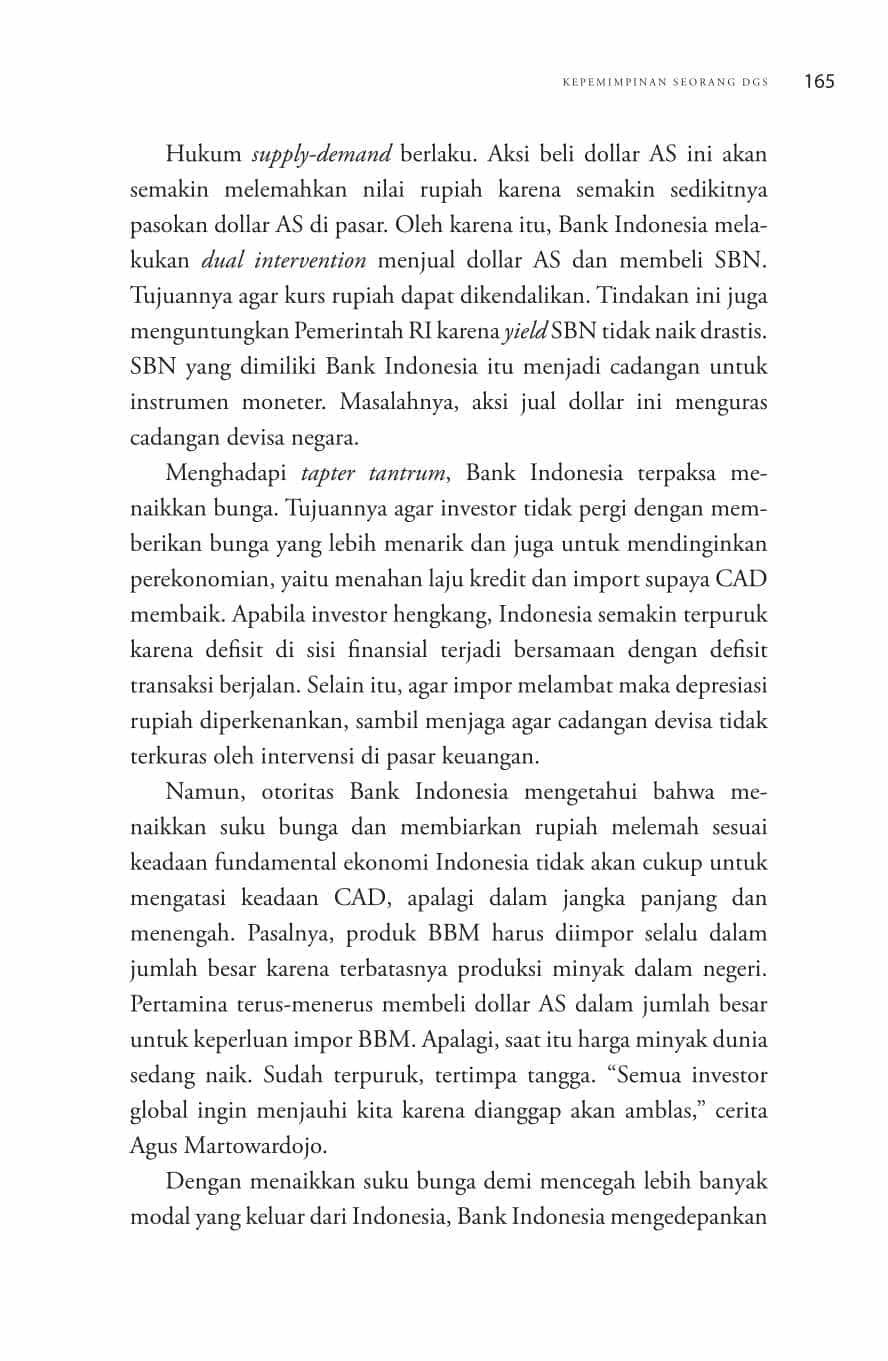 KEPEMIMPINAN SEORANG DGS 165
Hukum supply-demand berlaku. Aksi beli dollar AS ini akan
semakin melemahkan nilai rupiah karena semakin sedikitnya
pasokan dollar AS di pasar. Oleh karena itu, Bank Indonesia mela-
kukan dual intervention menjual dollar AS dan membeli SBN.
Tujuannya agar kurs rupiah dapat dikendalikan. Tindakan ini juga
menguntungkan Pemerintah RI karena yield SBN tidak naik drastis.
SBN yang dimiliki Bank Indonesia itu menjadi cadangan untuk
instrumen moneter. Masalahnya, aksi jual dollar ini menguras
cadangan devisa negara.
Menghadapi tapter tantrum, Bank Indonesia terpaksa me-
naikkan bunga. Tujuannya agar investor tidak pergi dengan mem-
berikan bunga yang lebih menarik dan juga untuk mendinginkan
perekonomian, yaitu menahan laju kredit dan import supaya CAD
membaik. Apabila investor hengkang, Indonesia semakin terpuruk
karena defisit di sisi finansial terjadi bersamaan dengan defisit
transaksi berjalan. Selain itu, agar impor melambat maka depresiasi
rupiah diperkenankan, sambil menjaga agar cadangan devisa tidak
terkuras oleh intervensi di pasar keuangan.
Namun, otoritas Bank Indonesia mengetahui bahwa me-
naikkan suku bunga dan membiarkan rupiah melemah sesuai
keadaan fundamental ekonomi Indonesia tidak akan cukup untuk
mengatasi keadaan CAD, apalagi dalam jangka panjang dan
menengah. Pasalnya, produk BBM harus diimpor selalu dalam
jumlah besar karena terbatasnya produksi minyak dalam negeri.
Pertamina terus-menerus membeli dollar AS dalam jumlah besar
untuk keperluan impor BBM. Apalagi, saat itu harga minyak dunia
sedang naik. Sudah terpuruk, tertimpa tangga. “Semua investor
global ingin menjauhi kita karena dianggap akan amblas,” cerita
Agus Martowardojo.
Dengan menaikkan suku bunga demi mencegah lebih banyak
modal yang keluar dari Indonesia, Bank Indonesia mengedepankan